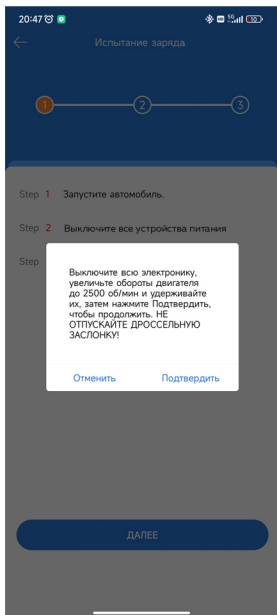 20:47
5G
50
Испытание заряда
1 2 3
Step 1 Запустите автомобиль.
Step 2 Выключите все устройства питания
Step
Выключите всю электронику,
увеличьте обороты двигателя
до 2500 об/мин и удерживайте
их, затем нажмите Подтвердить,
чтобы продолжить. НЕ
ОТПУСКАЙТЕ ДРОССЕЛЬНУЮ
ЗАСЛОНКУ!
Отменить Подтвердить
ДАЛЕЕ